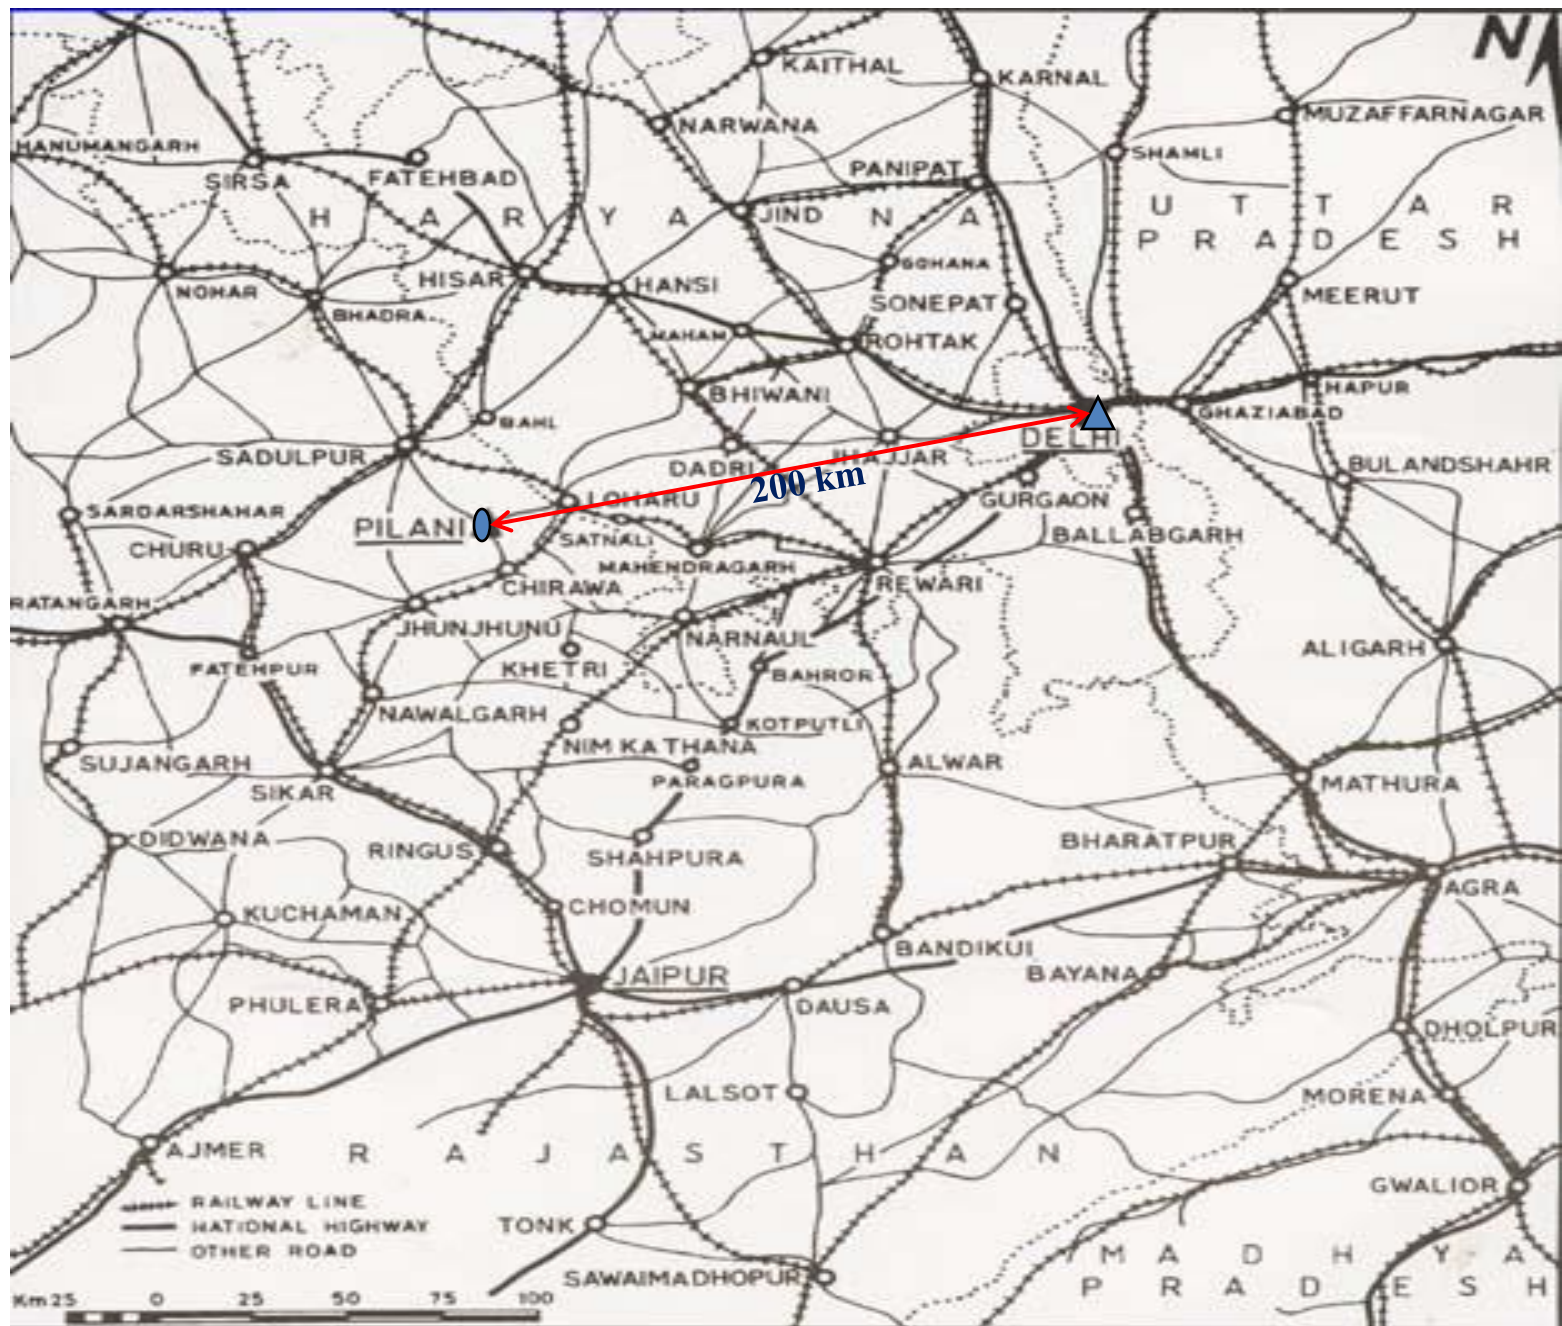 N
KAITHAL
KARNAL
NARWANA
MUZAFFARNAGAR
HANUMANGARH
SHAMLI
SIRSA
FATEHBAD
PANIPAT
H A R Y A N A
JIND
U T T A R
P R A D E S H
GOHANA
NOHAR
HISAR
HANSI
SONEPAT
MEERUT
BHADRA
MAHAM
ROHTAK
BHIWANI
HAPUR
GHAZIABAD
BAHL
DELHI
SADULPUR
DADRI
JHAJJAR
BULANDSHAHR
200 km
LOHARU
GURGAON
SARDARSHAHAR
PILANI
SATNALI
BALLABGARH
CHURU
MAHENDRAGARH
CHIRAWA
REWARI
RATANGARH
JHUNJHUNU
NARNAUL
ALIGARH
FATEHPUR
KHETRI
BAHROR
NAWALGARH
KOTPUTLI
NIM KA THANA
SUJANGARH
ALWAR
PARAGPURA
MATHURA
SIKAR
DIDWANA
RINGUS
SHAHPURA
BHARATPUR
AGRA
KUCHAMAN
CHOMUN
BANDIKUI
JAIPUR
BAYANA
PHULERA
DAUSA
DHOLPUR
LALSOT
MORENA
AJMER
R A J A S T H A N
GWALIOR
RAILWAY LINE
NATIONAL HIGHWAY
OTHER ROAD
TONK
SAWAIMADHOPUR
M A D H Y A
P R A D E S H
Km 25 0 25 50 75 100